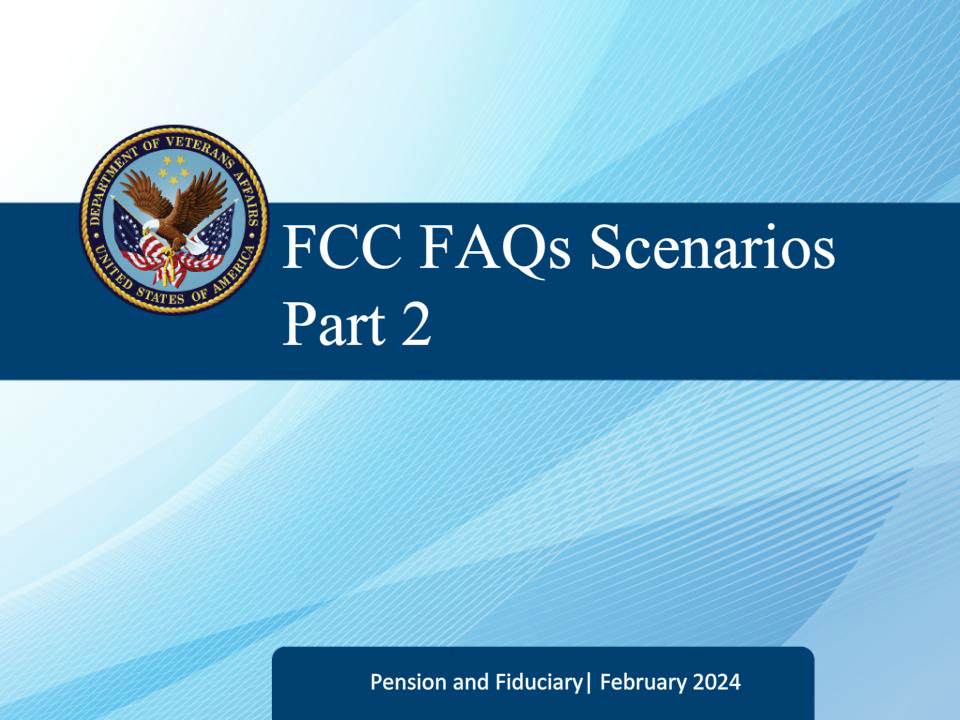 DEPARTMENT OF VETERANS AFFAIRS
UNITED STATES OF AMERICA
FCC FAQs Scenarios
Part 2
Pension and Fiduciary| February 2024